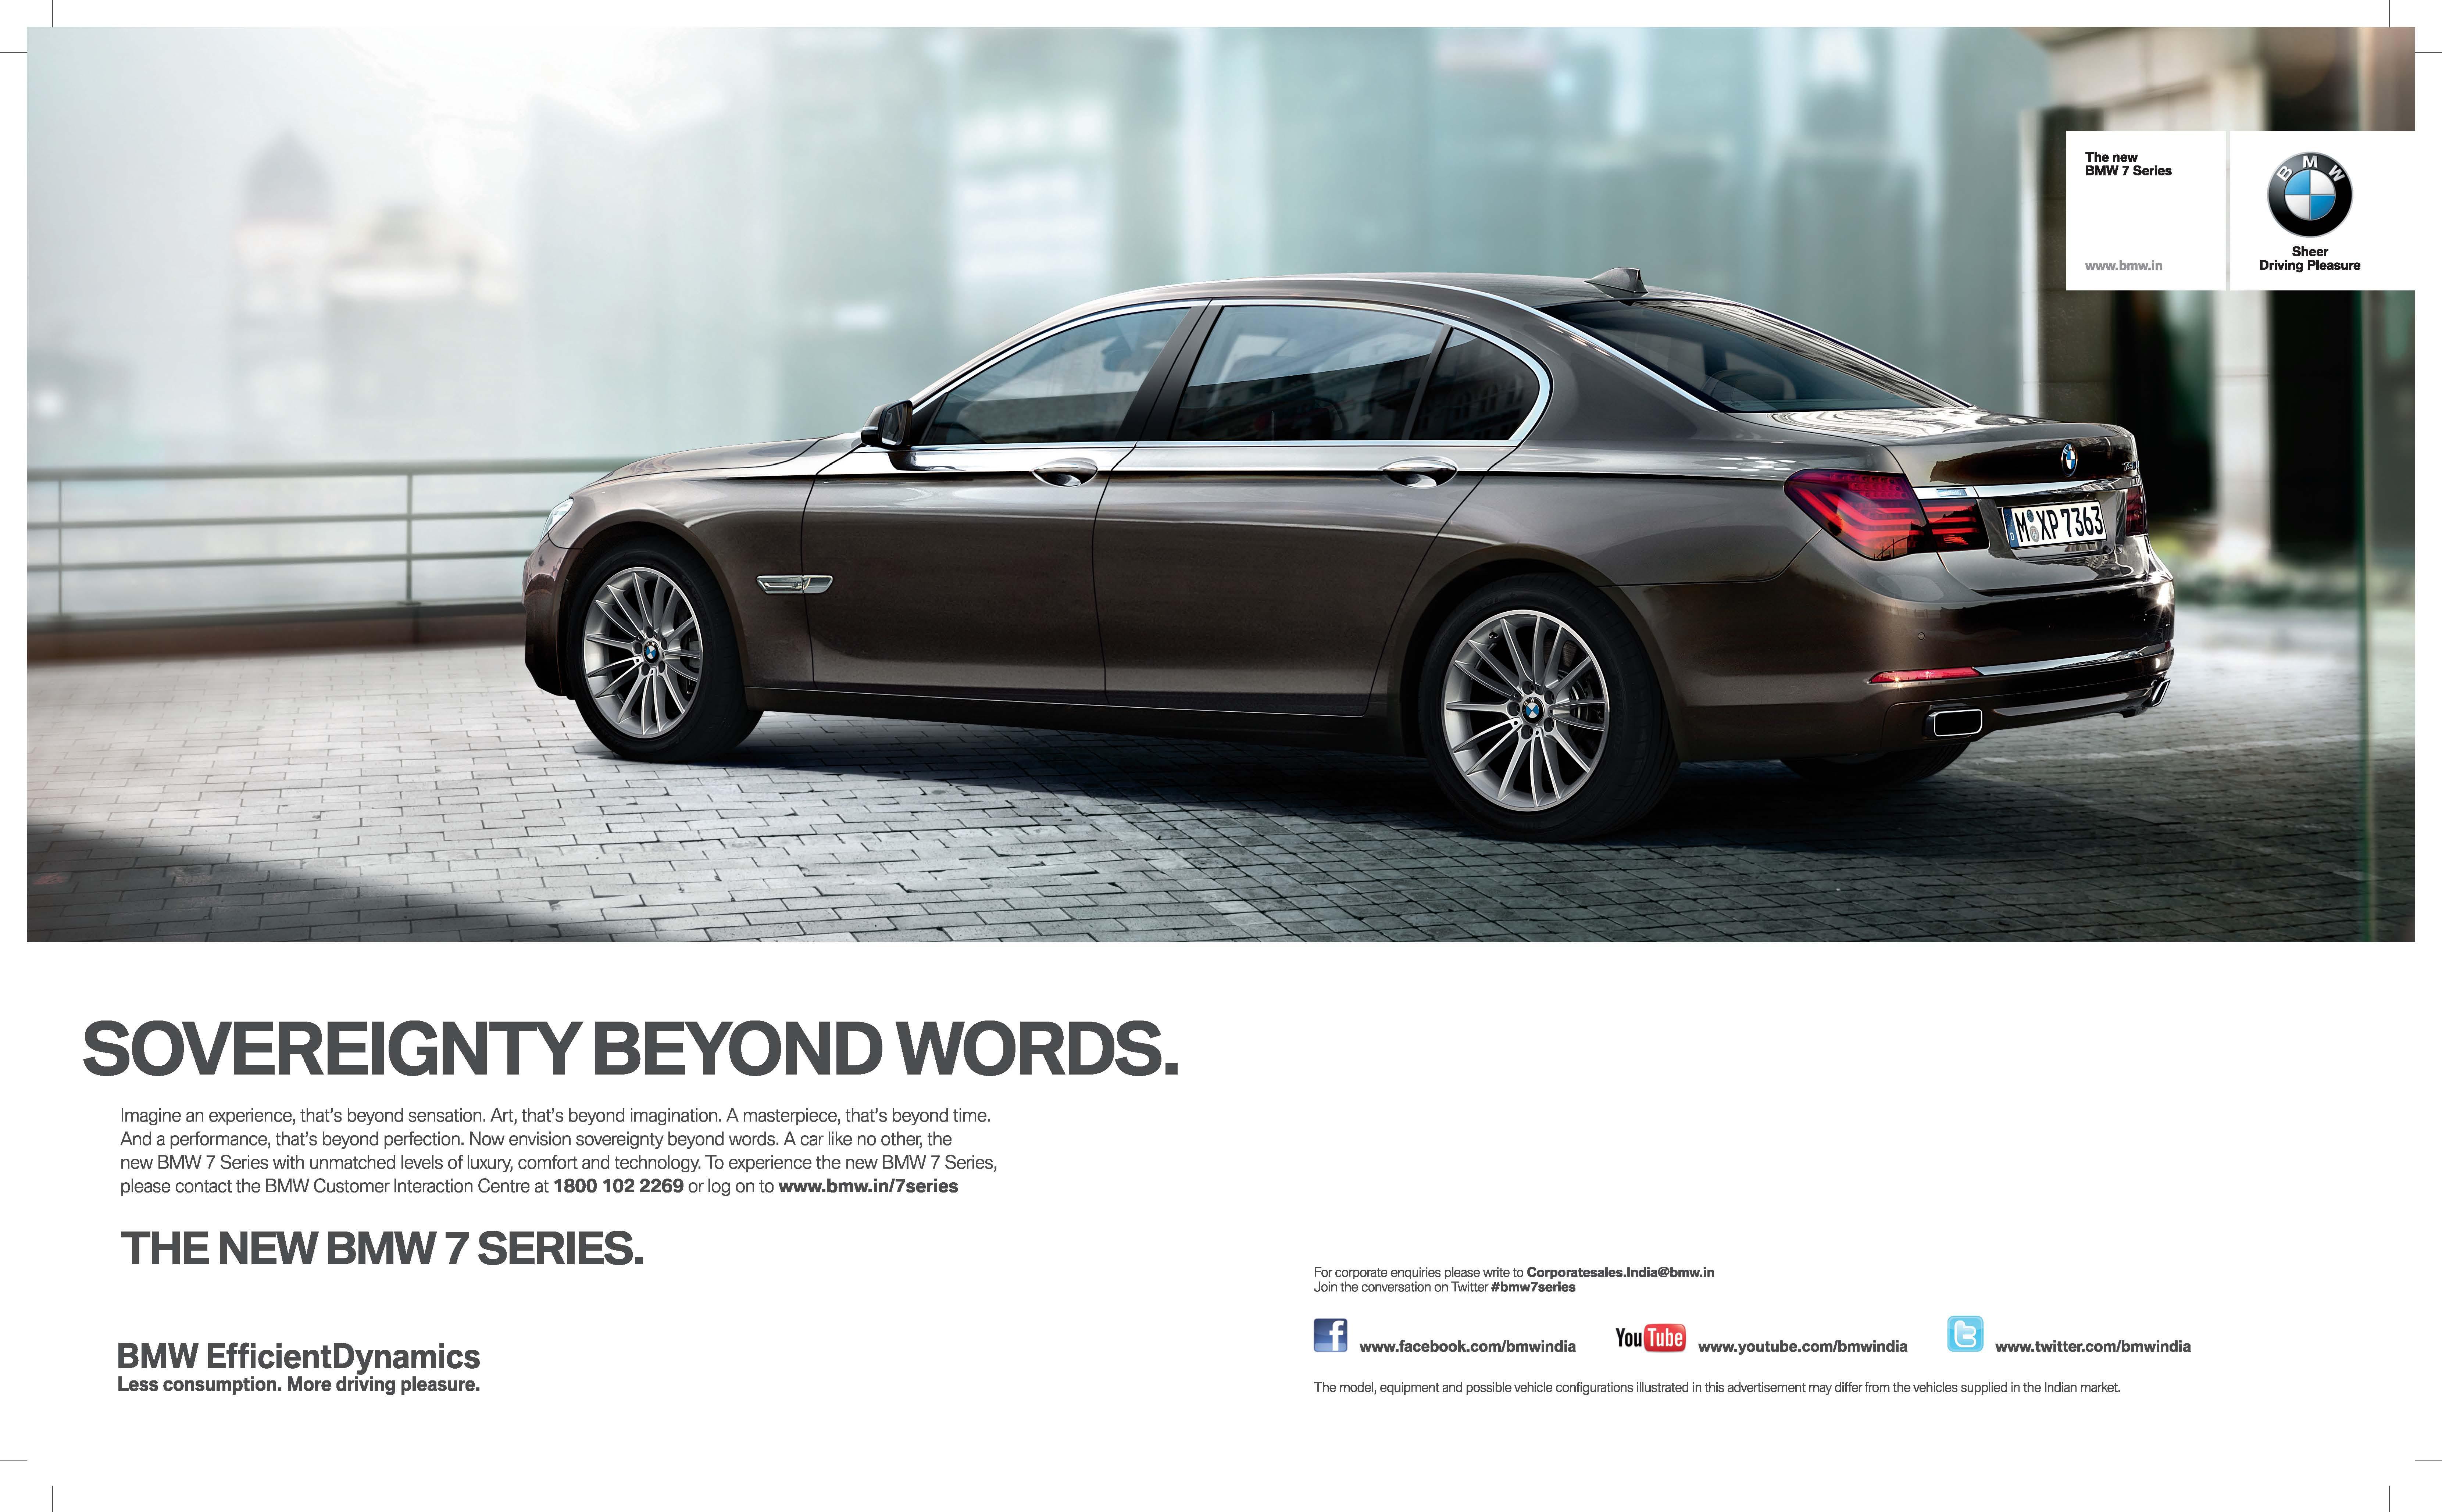 The new
BMW 7 Series
www.bmw.in
BMW
Sheer
Driving Pleasure
M XP 7363
SOVEREIGNTY BEYOND WORDS.
Imagine an experience, that's beyond sensation. Art, that's beyond imagination. A masterpiece, that's beyond time.
And a performance, that's beyond perfection. Now envision sovereignty beyond words. A car like no other, the
new BMW 7 Series with unmatched levels of luxury, comfort and technology. To experience the new BMW 7 Series,
please contact the BMW Customer Interaction Centre at 1800 102 2269 or log on to www.bmw.in/7series
THE NEW BMW 7 SERIES.
BMW EfficientDynamics
Less consumption. More driving pleasure.
For corporate enquiries please write to Corporatesales.India@bmw.in
Join the conversation on Twitter #bmw7series
f www.facebook.com/bmwindia YouTube www.youtube.com/bmwindia t www.twitter.com/bmwindia
The model, equipment and possible vehicle configurations illustrated in this advertisement may differ from the vehicles supplied in the Indian market.